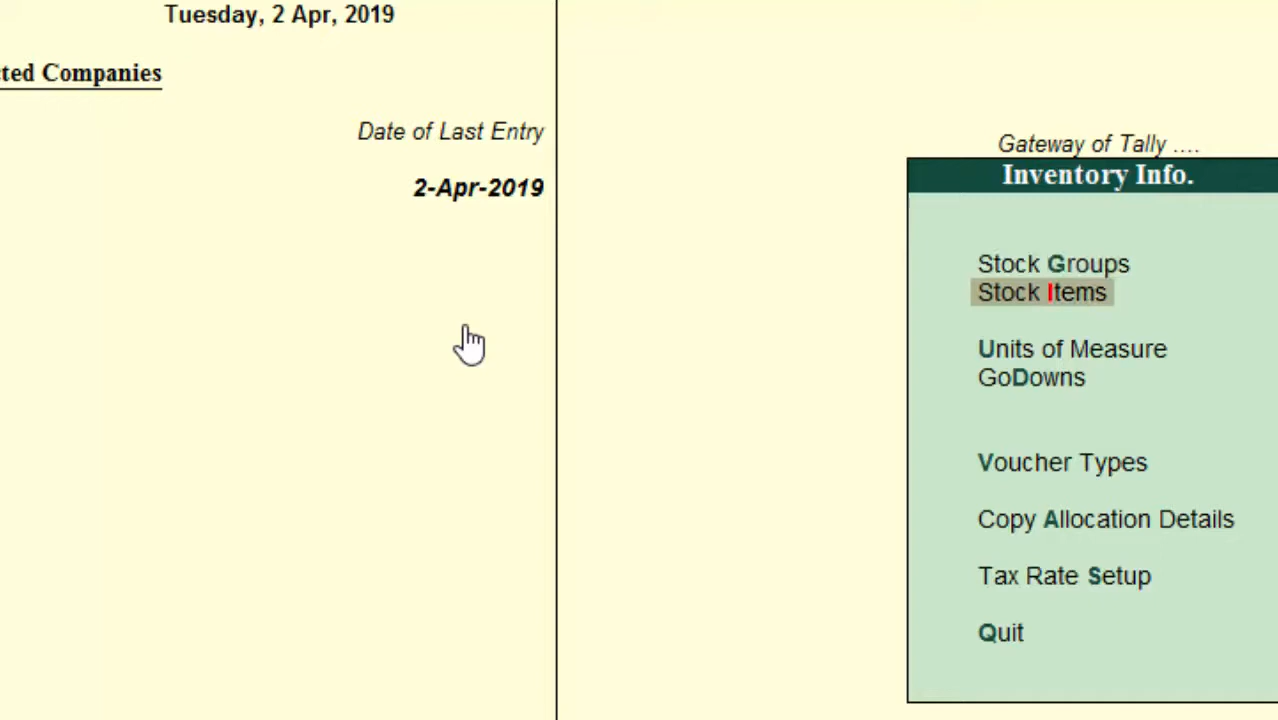 Tuesday, 2 Apr, 2019
cted Companies
Date of Last Entry
2-Apr-2019
Gateway of Tally ....
Inventory Info.
Stock Groups
Stock Items
Units of Measure
GoDowns
Voucher Types
Copy Allocation Details
Tax Rate Setup
Quit